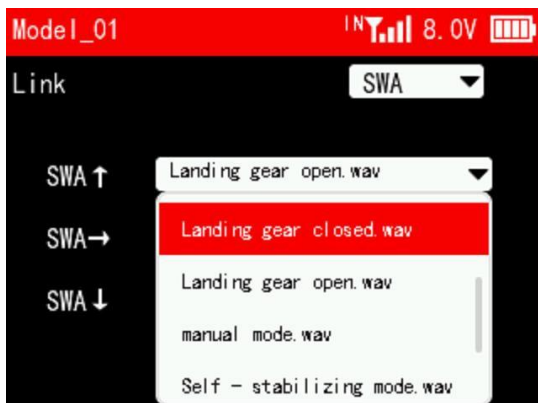 Model_01 IN 8.0V
Link SWA
SWA↑ Landing gear open.wav
Landing gear closed.wav
SWA→
Landing gear open.wav
SWA↓
manual mode.wav
Self - stabilizing mode.wav